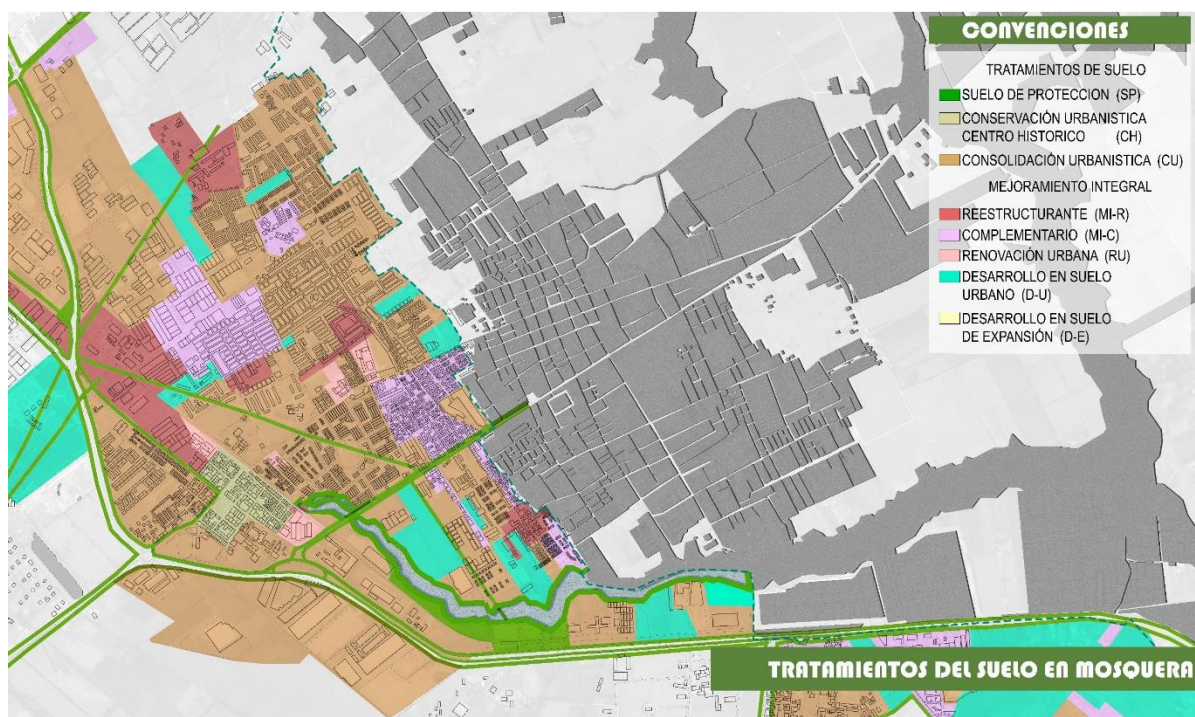 CONVENCIONES
TRATAMIENTOS DE SUELO
SUELO DE PROTECCION (SP)
CONSERVACIÓN URBANISTICA
CENTRO HISTORICO (CH)
CONSOLIDACIÓN URBANISTICA (CU)
MEJORAMIENTO INTEGRAL
REESTRUCTURANTE (MI-R)
COMPLEMENTARIO (MI-C)
RENOVACIÓN URBANA (RU)
DESARROLLO EN SUELO
URBANO (D-U)
DESARROLLO EN SUELO
DE EXPANSIÓN (D-E)
TRATAMIENTOS DEL SUELO EN MOSQUERA